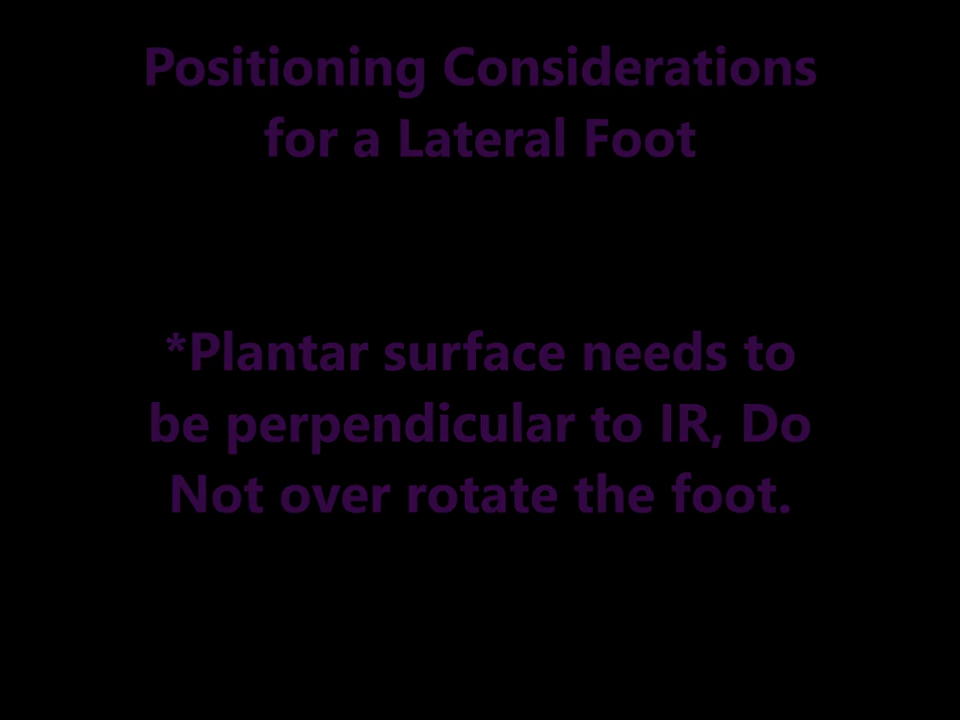 Positioning Considerations
for a Lateral Foot
*Plantar surface needs to
be perpendicular to IR, Do
Not over rotate the foot.